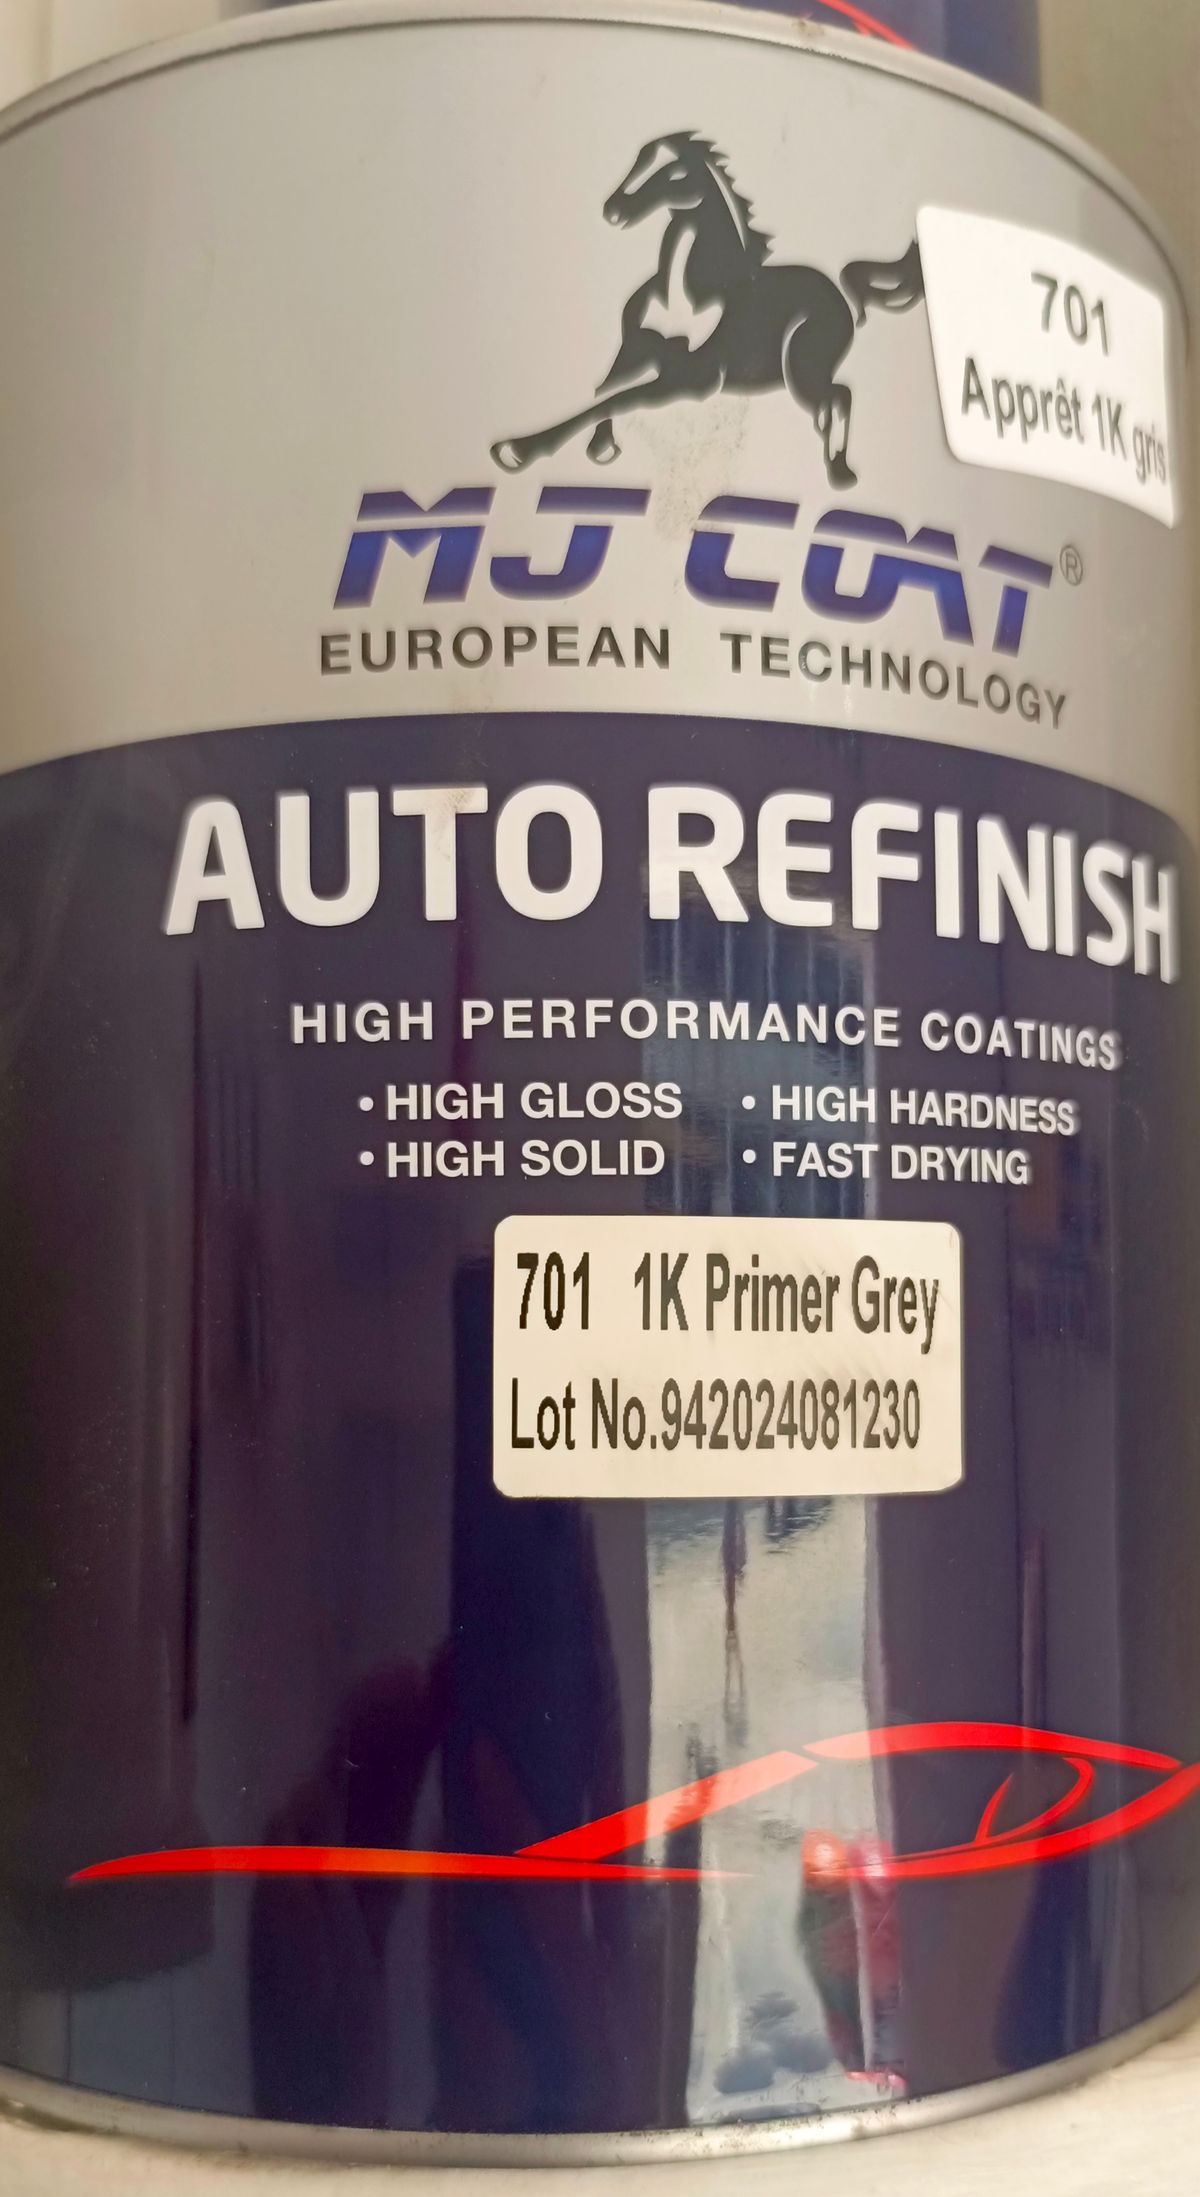 701
Apprêt 1K gris
MJ COAT®
EUROPEAN TECHNOLOGY
AUTO REFINISH
HIGH PERFORMANCE COATINGS
• HIGH GLOSS • HIGH HARDNESS
• HIGH SOLID • FAST DRYING
701 1K Primer Grey
Lot No.942024081230